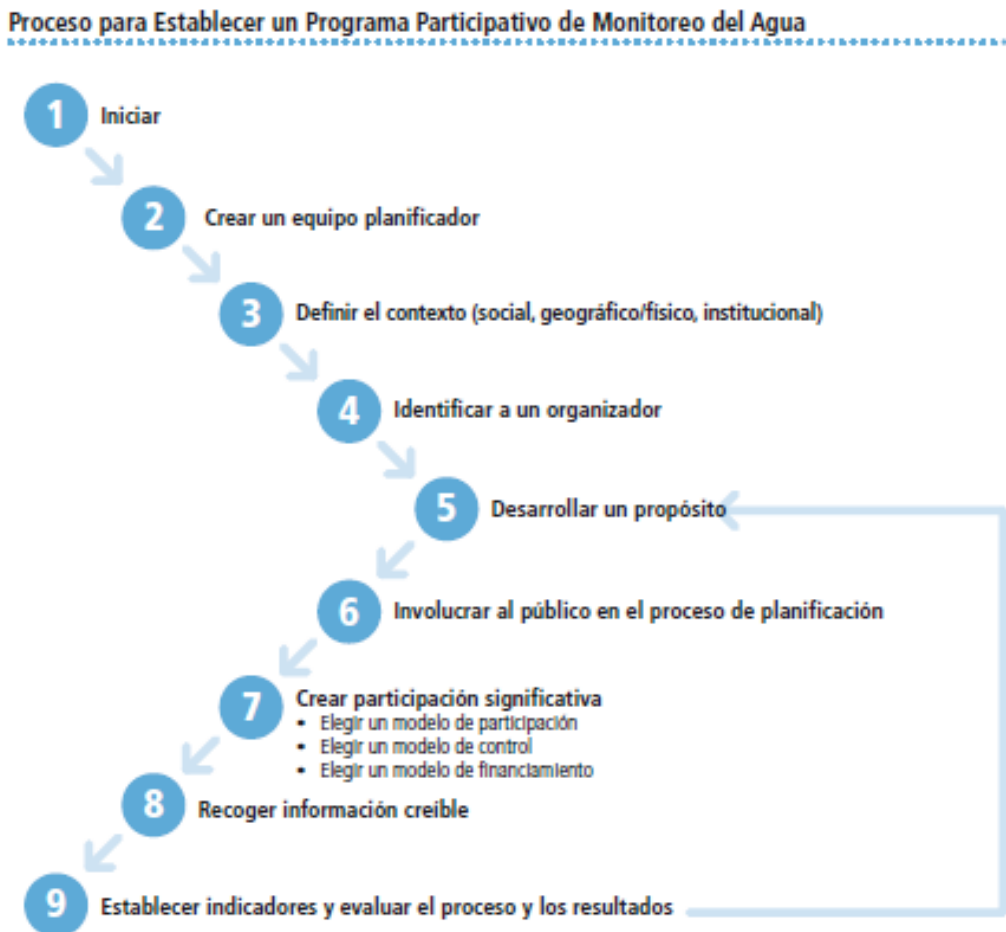 Proceso para Establecer un Programa Participativo de Monitoreo del Agua
1 Iniciar
2 Crear un equipo planificador
3 Definir el contexto (social, geográfico/físico, institucional)
4 Identificar a un organizador
5 Desarrollar un propósito
6 Involucrar al público en el proceso de planificación
7 Crear participación significativa
• Elegir un modelo de participación
• Elegir un modelo de control
• Elegir un modelo de financiamiento
8 Recoger información creíble
9 Establecer indicadores y evaluar el proceso y los resultados